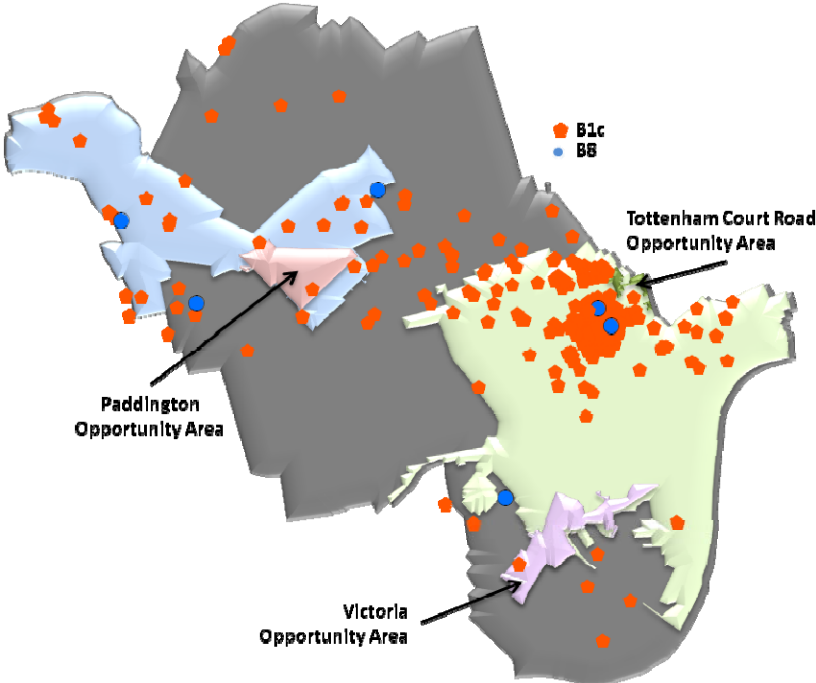 B1c
B8
Tottenham Court Road
Opportunity Area
Paddington
Opportunity Area
Victoria
Opportunity Area